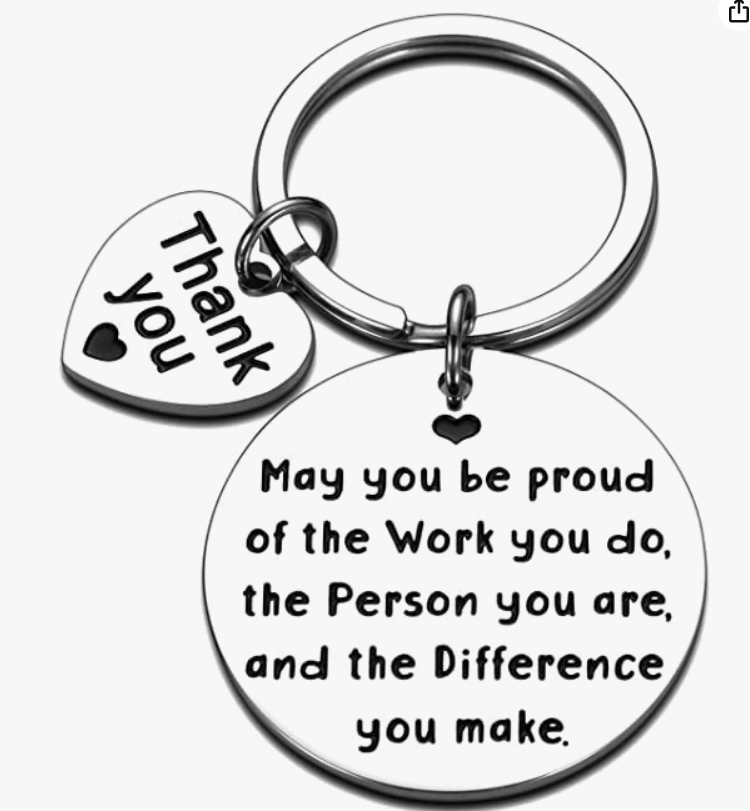 Thank
you
May you be proud
of the Work you do,
the Person you are,
and the Difference
you make.